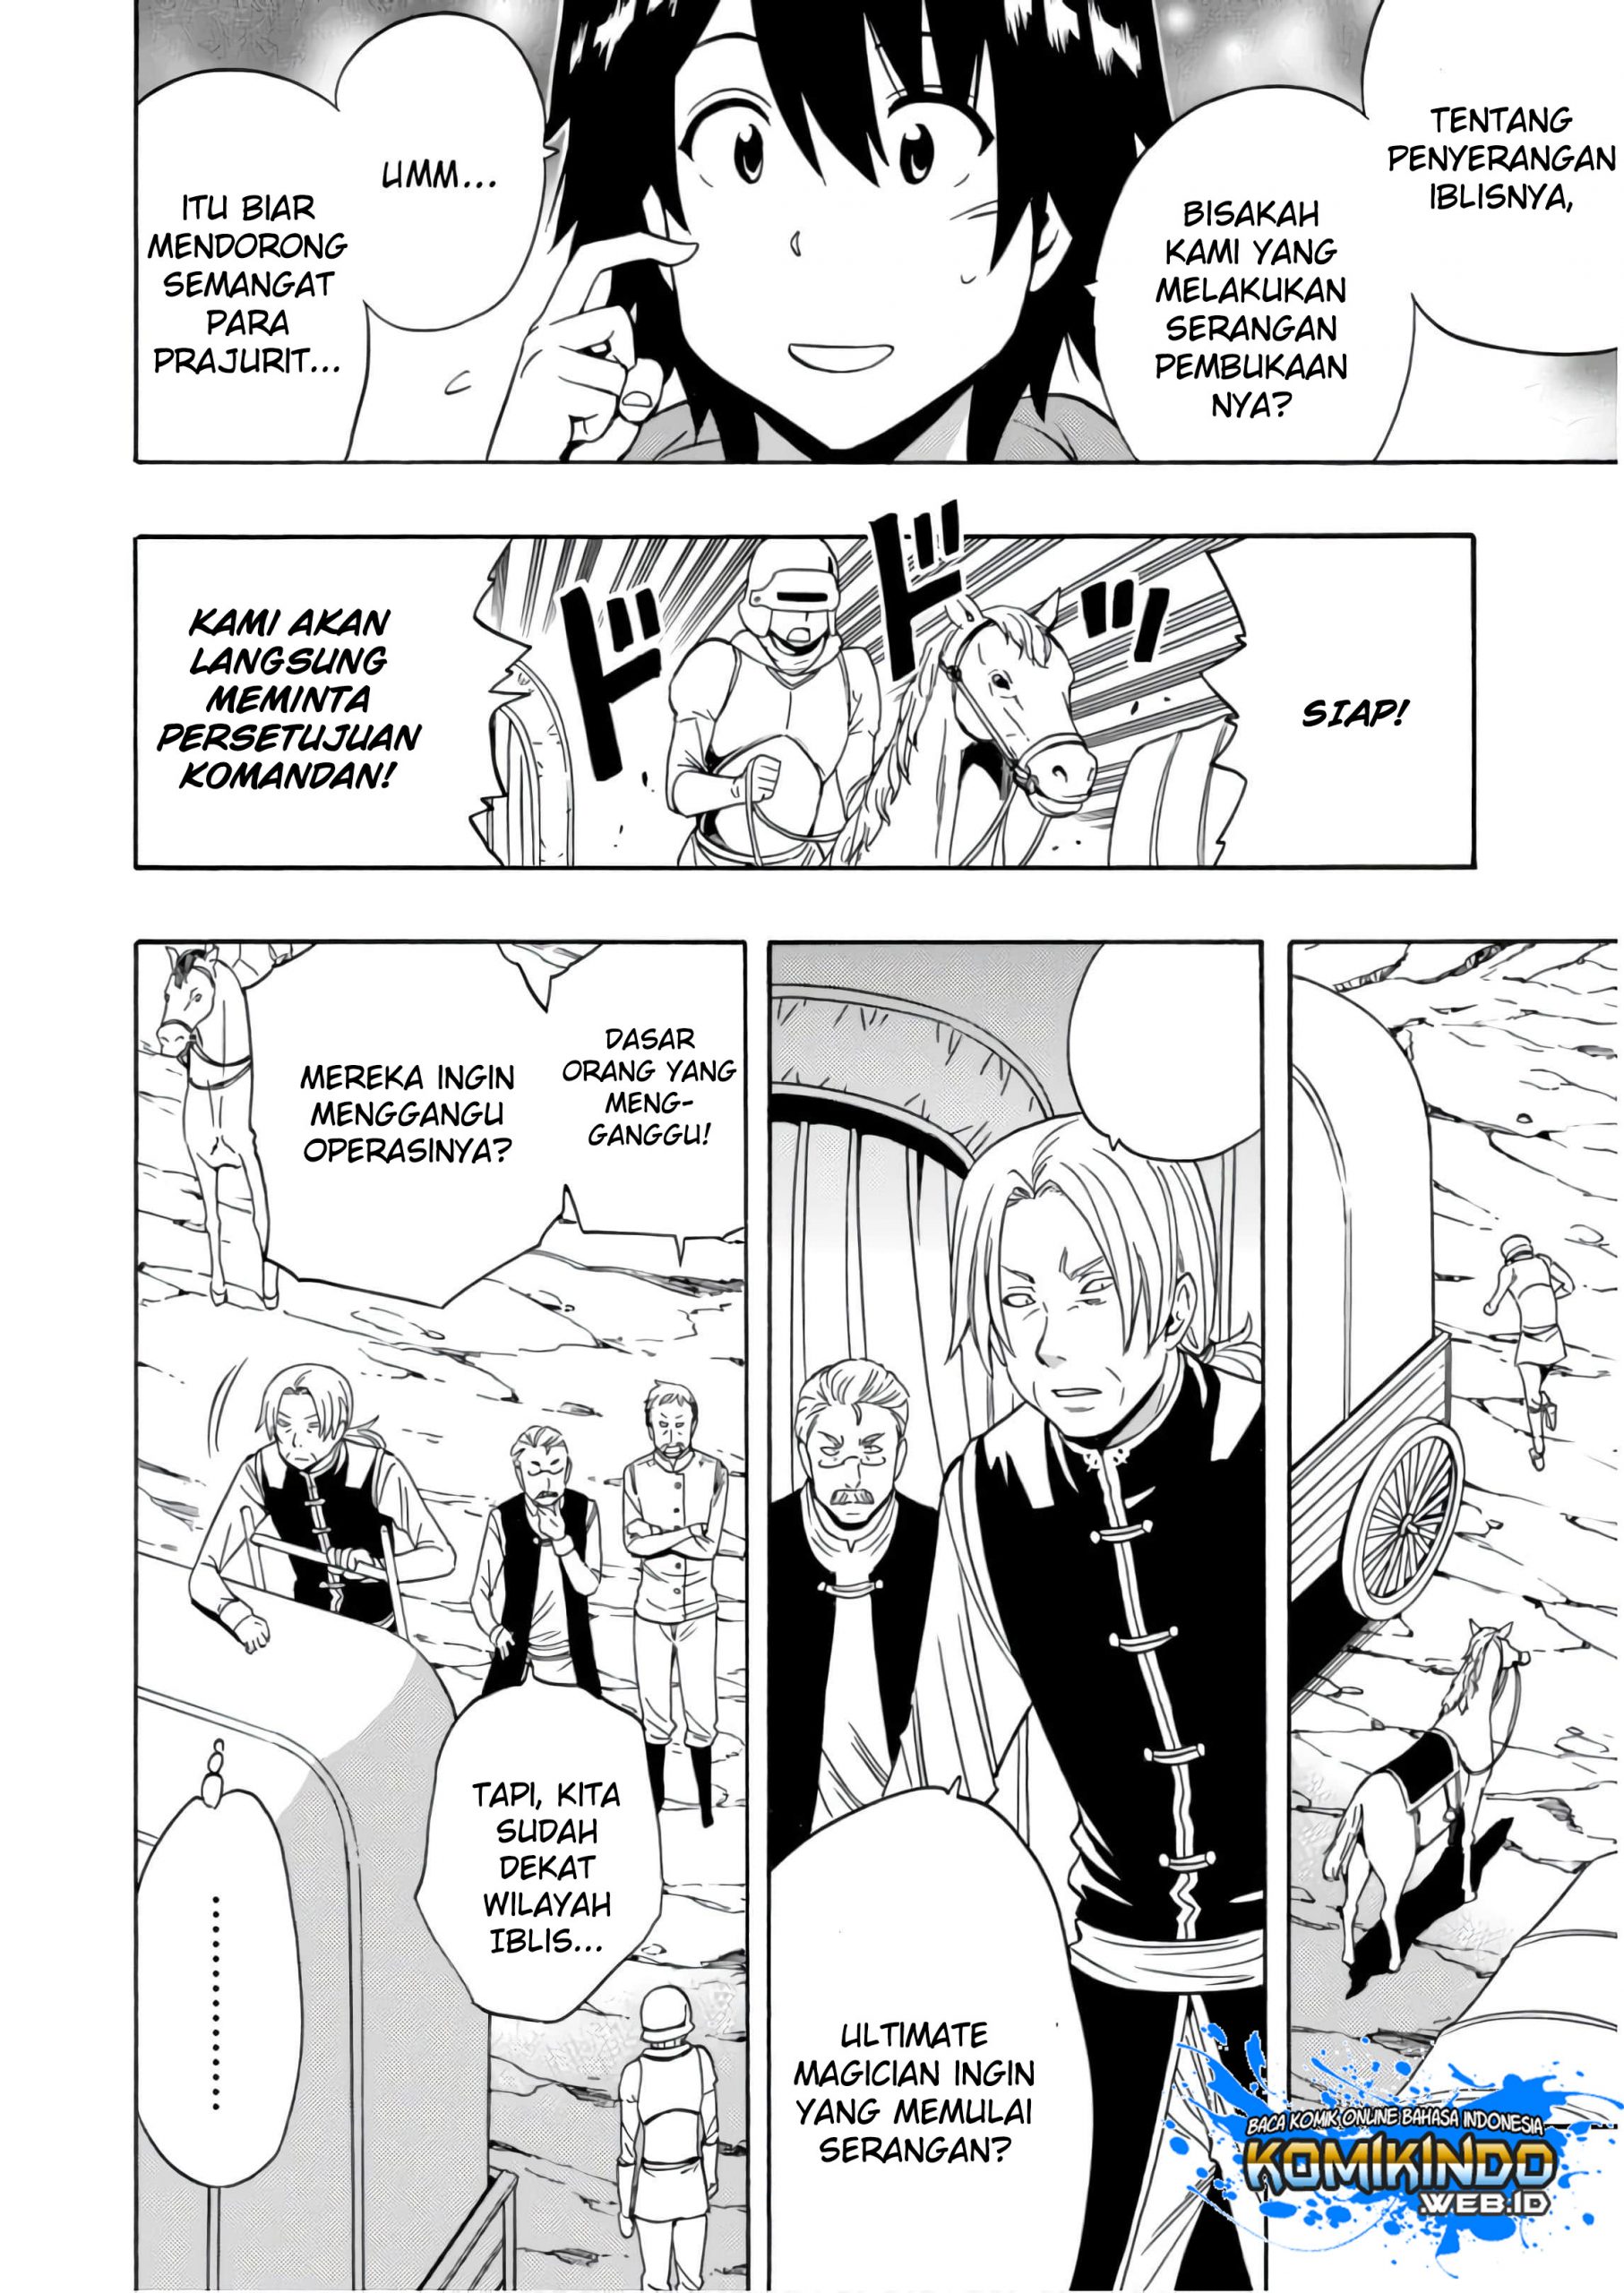 TENTANG
PENYERANGAN
IBLISNYA,
BISAKAH
KAMI YANG
MELAKUKAN
SERANGAN
PEMBUKAAN
NYA?
UMM...
ITU BIAR
MENDORONG
SEMANGAT
PARA
PRAJURIT...
SIAP!
ドドッ
KAMI AKAN
LANGSUNG
MEMINTA
PERSETUJUAN
KOMANDAN!
ULTIMATE
MAGICIAN INGIN
YANG MEMULAI
SERANGAN?
DASAR
ORANG YANG
MENG-
GANGGU!
MEREKA INGIN
MENGGANGU
OPERASINYA?
TAPI, KITA
SUDAH
DEKAT
WILAYAH
IBLIS...
............
BACA KOMIK ONLINE BAHASA INDONESIA
KOMIKINDO
.WEB.ID